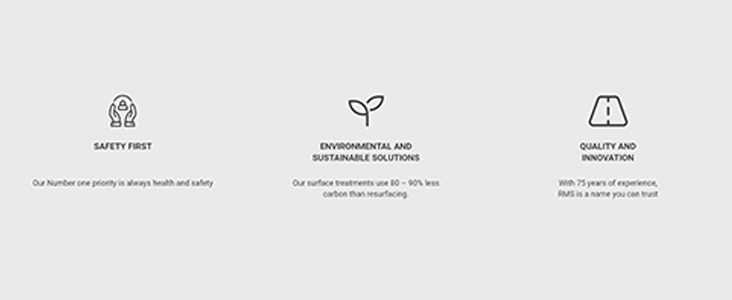 SAFETY FIRST
Our Number one priority is always health and safety
ENVIRONMENTAL AND
SUSTAINABLE SOLUTIONS
Our surface treatments use 80 – 90% less
carbon than resurfacing.
QUALITY AND
INNOVATION
With 75 years of experience,
RMS is a name you can trust